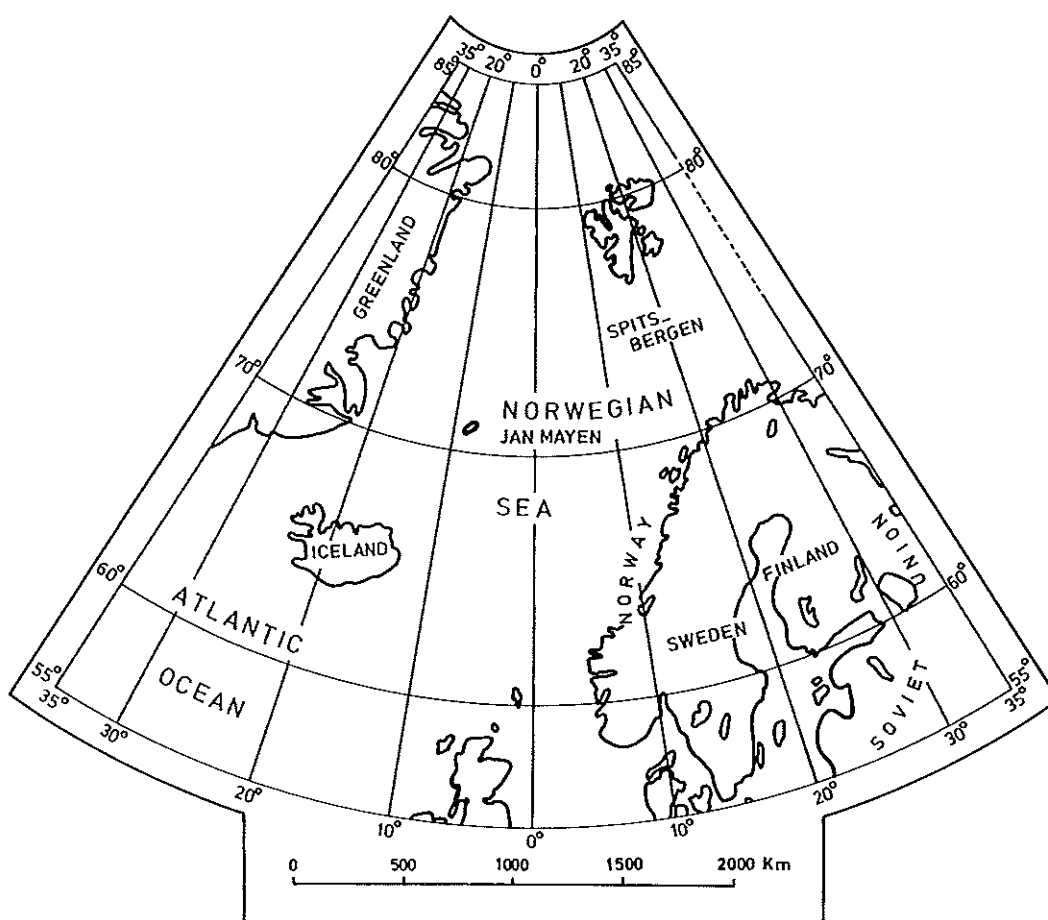 35° 20° 0° 20° 35°
85° 85°
80° 80°
GREENLAND
SPITS_
BERGEN
70° 70°
NORWEGIAN
JAN MAYEN
SEA
ICELAND
NORWAY
FINLAND
UNION
60° 60°
ATLANTIC
SWEDEN
OCEAN
SOVIET
55° 55°
35° 35°
30° 30°
20° 20°
10° 10°
0°
0 500 1000 1500 2000 Km